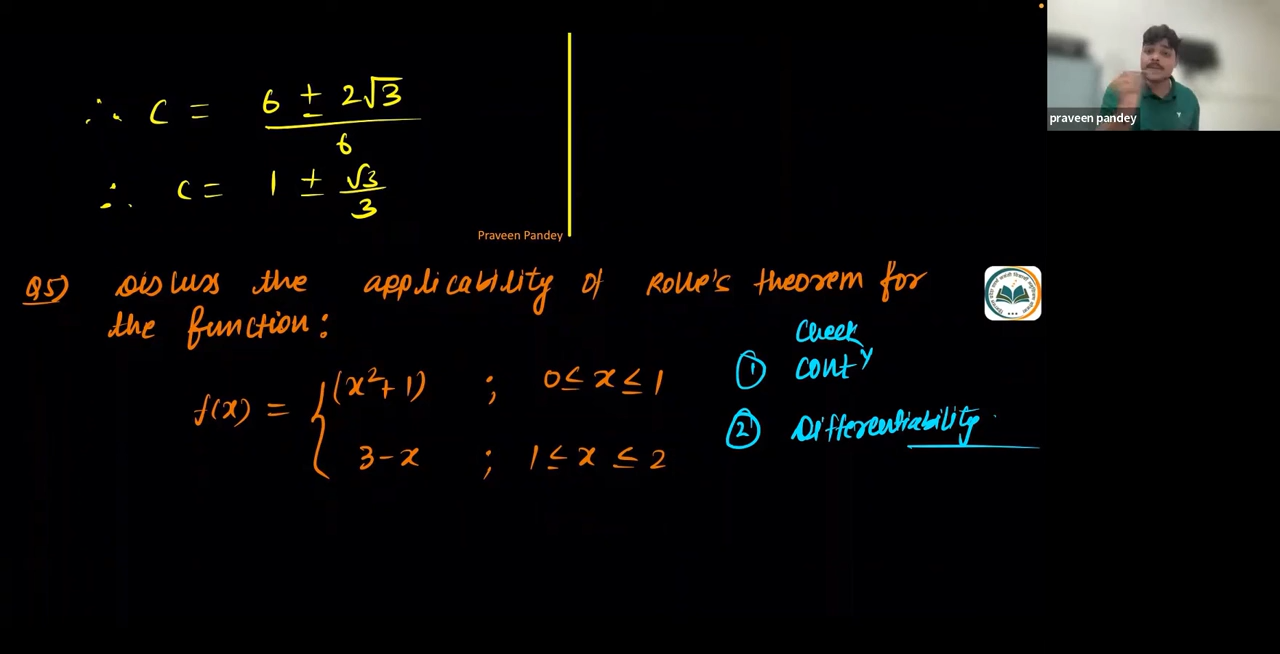 ∴ C = 6 ± 2√3 / 6
∴ C = 1 ± √3 / 3
Praveen Pandey
praveen pandey
Q5) Discuss the applicability of Rolle's theorem for
the function:
f(x) = { (x²+1) ; 0 ≤ x ≤ 1
3-x ; 1 ≤ x ≤ 2
Check
① contʸ
② Differentiability